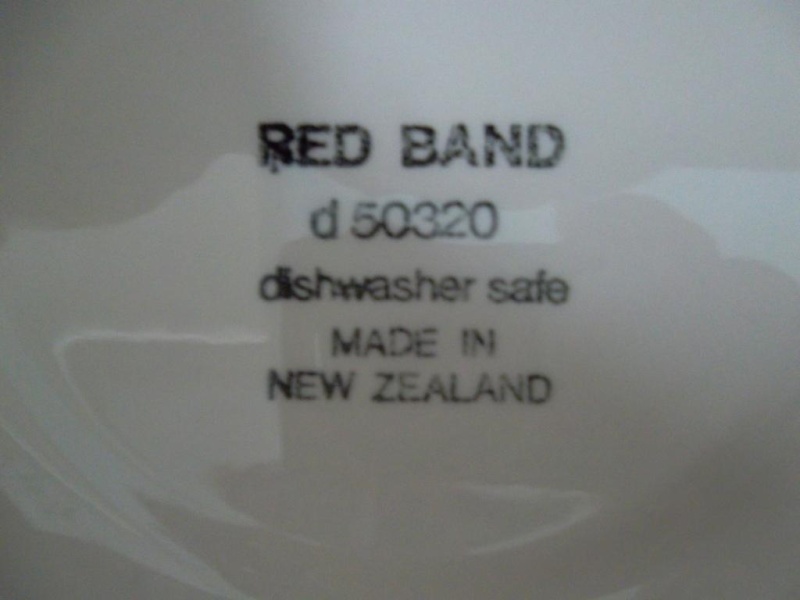 RED BAND
d 50320
dishwasher safe
MADE IN
NEW ZEALAND